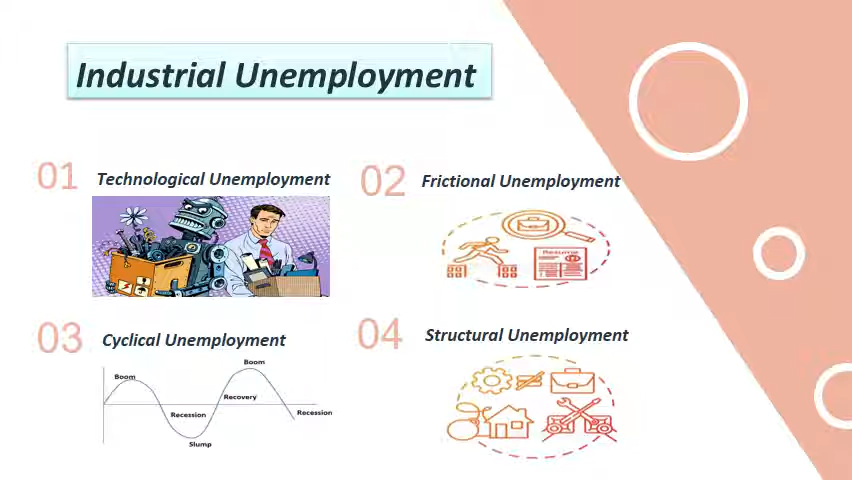 Industrial Unemployment
01
Technological Unemployment
02
Frictional Unemployment
Resume
03
Cyclical Unemployment
Boom
Boom
Recovery
Recession
Recession
Slump
04
Structural Unemployment